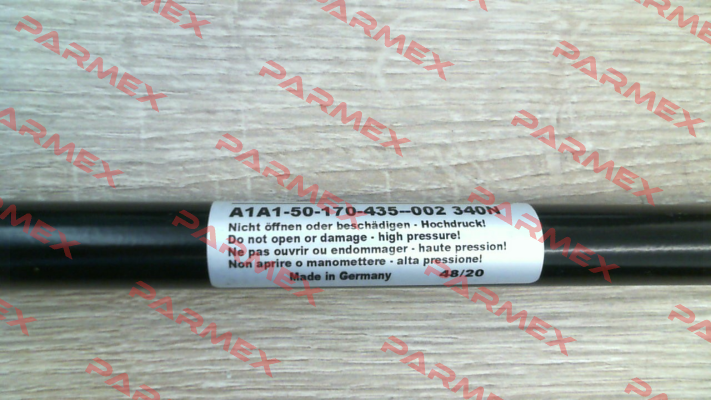 A1A1-50-170-435--002 340N
Nicht öffnen oder beschädigen - Hochdruck!
Do not open or damage - high pressure!
Ne pas ouvrir ou endommager - haute pression!
Non aprire o manomettere - alta pressione!
Made in Germany 48/20
PARMEX
PARMEX
PARMEX
PARMEX
PARMEX
PARMEX
PARMEX
PARMEX
PARMEX
PARMEX